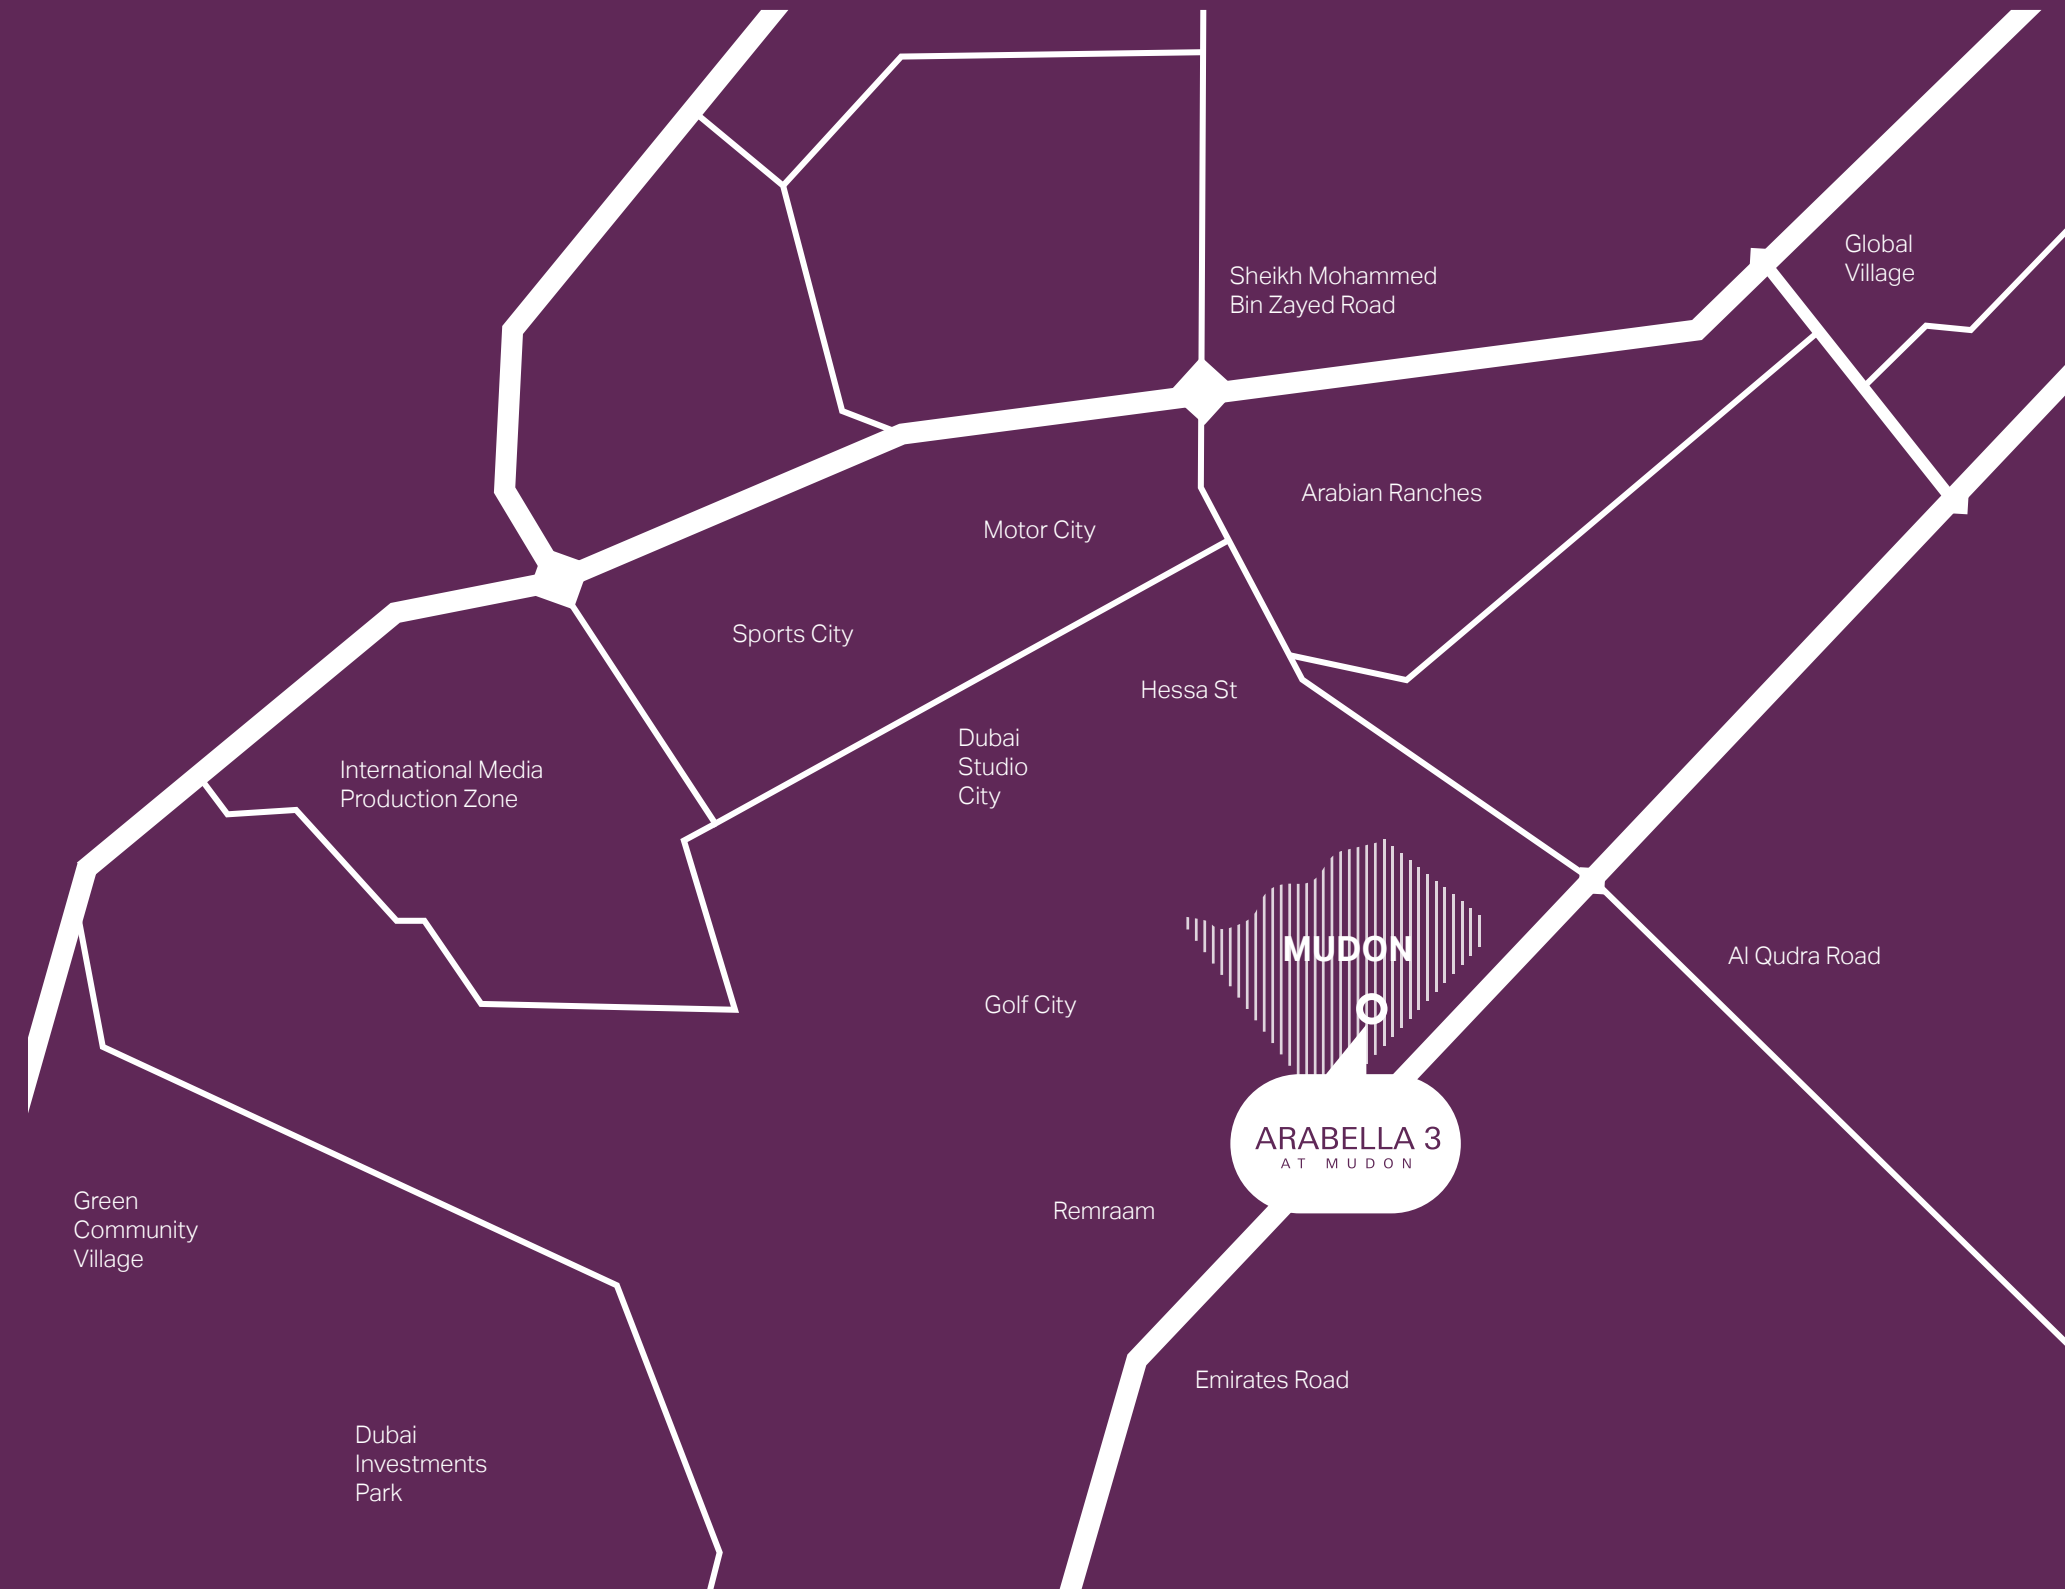 Global
Village
Sheikh Mohammed
Bin Zayed Road
Arabian Ranches
Motor City
Sports City
Hessa St
Dubai
Studio
City
International Media
Production Zone
MUDON
Al Qudra Road
Golf City
ARABELLA 3
AT MUDON
Green
Community
Village
Remraam
Emirates Road
Dubai
Investments
Park